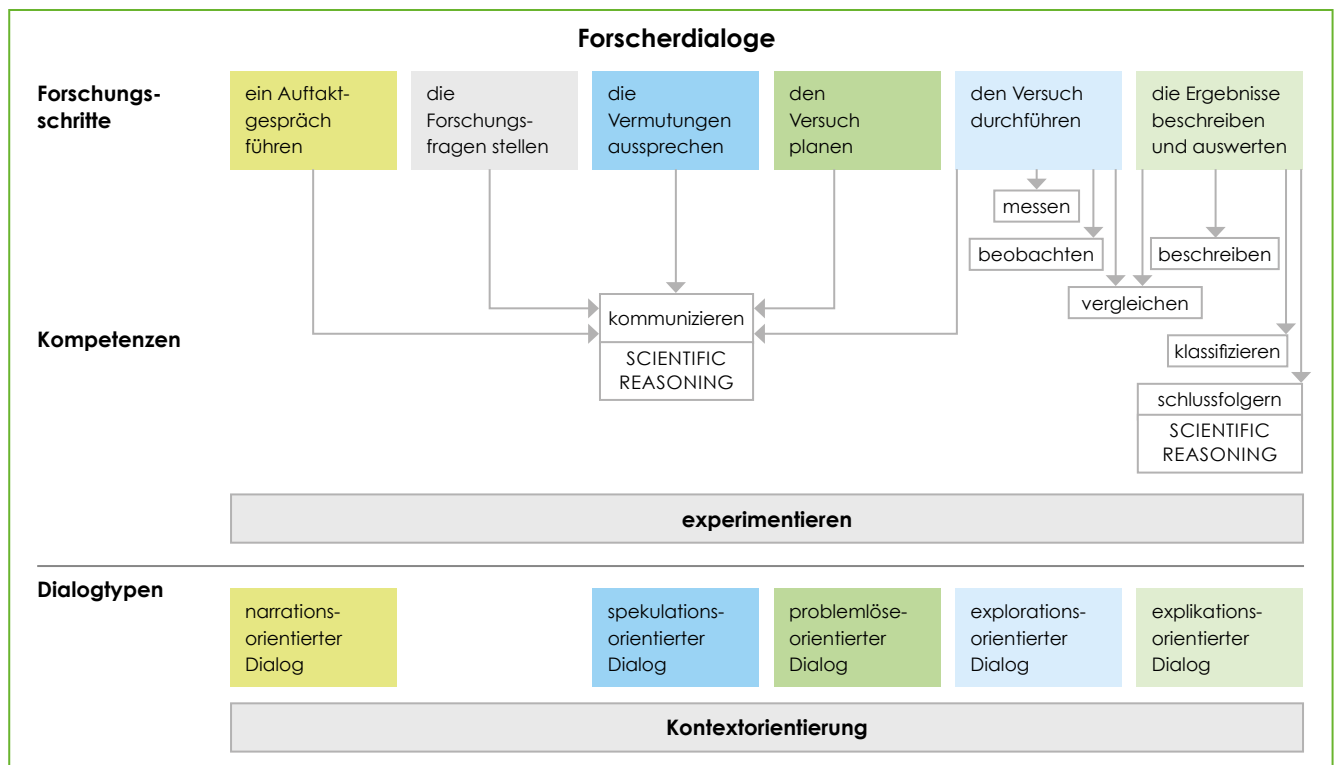 Forscherdialoge
Forschungs-
schritte
ein Auftakt-
gespräch
führen
die
Forschungs-
fragen stellen
die
Vermutungen
aussprechen
den
Versuch
planen
den Versuch
durchführen
die Ergebnisse
beschreiben
und auswerten
messen
beobachten
beschreiben
vergleichen
Kompetenzen
kommunizieren
SCIENTIFIC
REASONING
klassifizieren
schlussfolgern
SCIENTIFIC
REASONING
experimentieren
Dialogtypen
narrations-
orientierter
Dialog
spekulations-
orientierter
Dialog
problemlöse-
orientierter
Dialog
explorations-
orientierter
Dialog
explikations-
orientierter
Dialog
Kontextorientierung